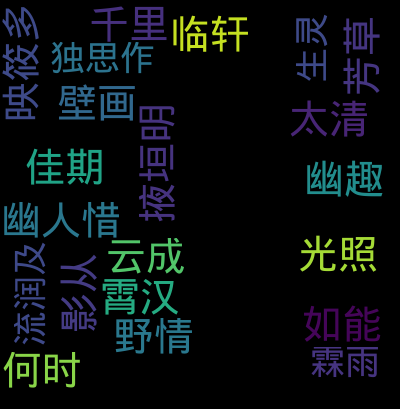 千里
临轩
映筱多
独思作
生灵
芳草
壁画
太清
掖垣明
佳期
幽趣
幽人惜
云成
光照
流润及
影从
霄汉
野情
如能
霖雨
何时